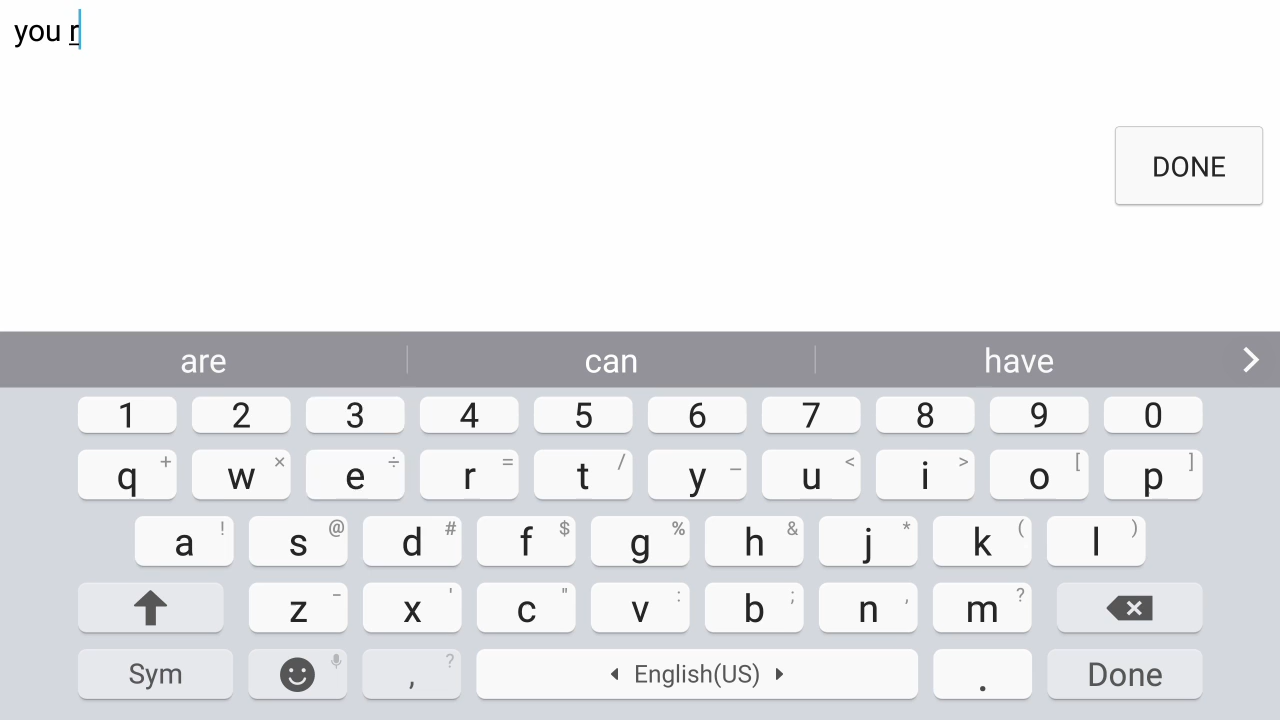 you r
DONE
are can have
1 2 3 4 5 6 7 8 9 0
q + w × e ÷ r = t / y _ u < i > o [ p ]
a ! s @ d # f $ g % h & j * k ( l )
z - x ' c " v : b ; n , m ?
Sym , ? English(US) . Done